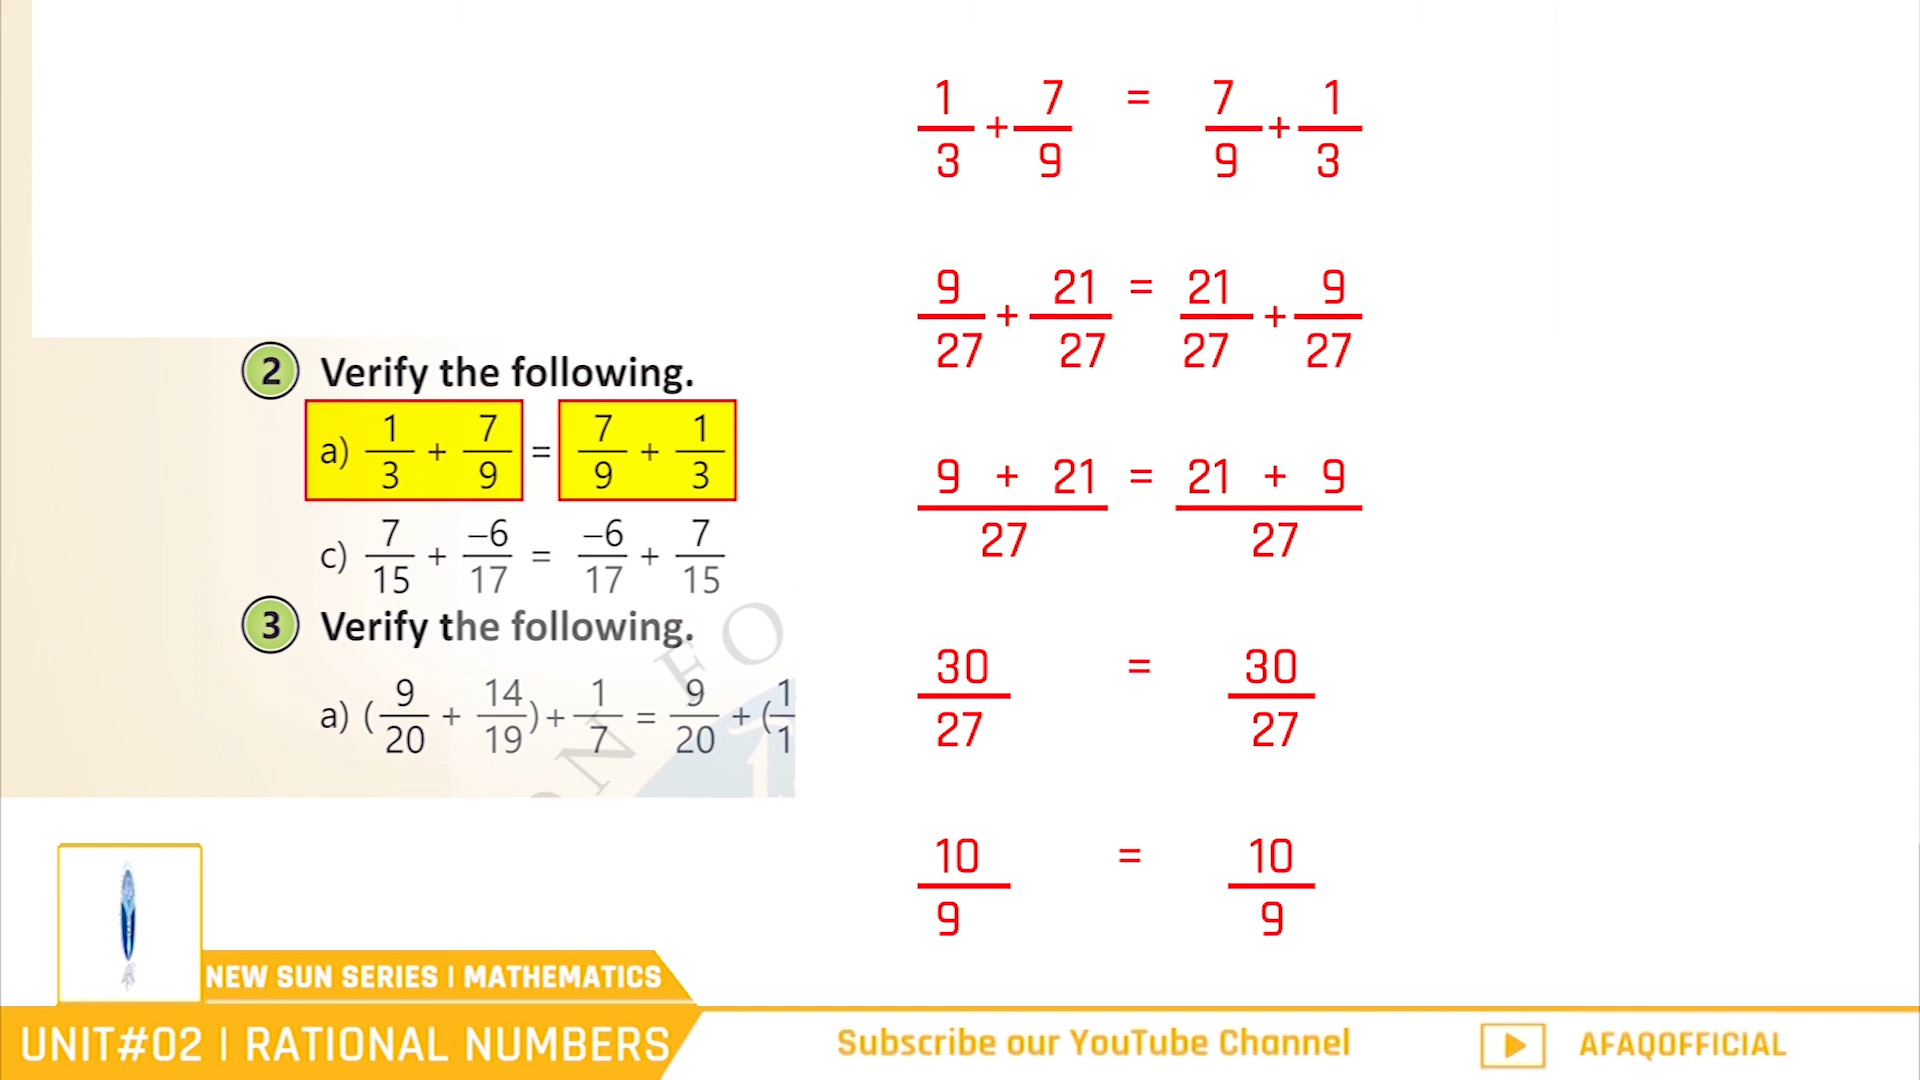 2 Verify the following.
a) 1/3 + 7/9 = 7/9 + 1/3
c) 7/15 + –6/17 = –6/17 + 7/15
3 Verify the following.
a) (9/20 + 14/19) + 1/7 = 9/20 + (
1/3 + 7/9 = 7/9 + 1/3
9/27 + 21/27 = 21/27 + 9/27
9 + 21/27 = 21 + 9/27
30/27 = 30/27
10/9 = 10/9
NEW SUN SERIES | MATHEMATICS
UNIT#02 | RATIONAL NUMBERS
Subscribe our YouTube Channel
AFAQOFFICIAL